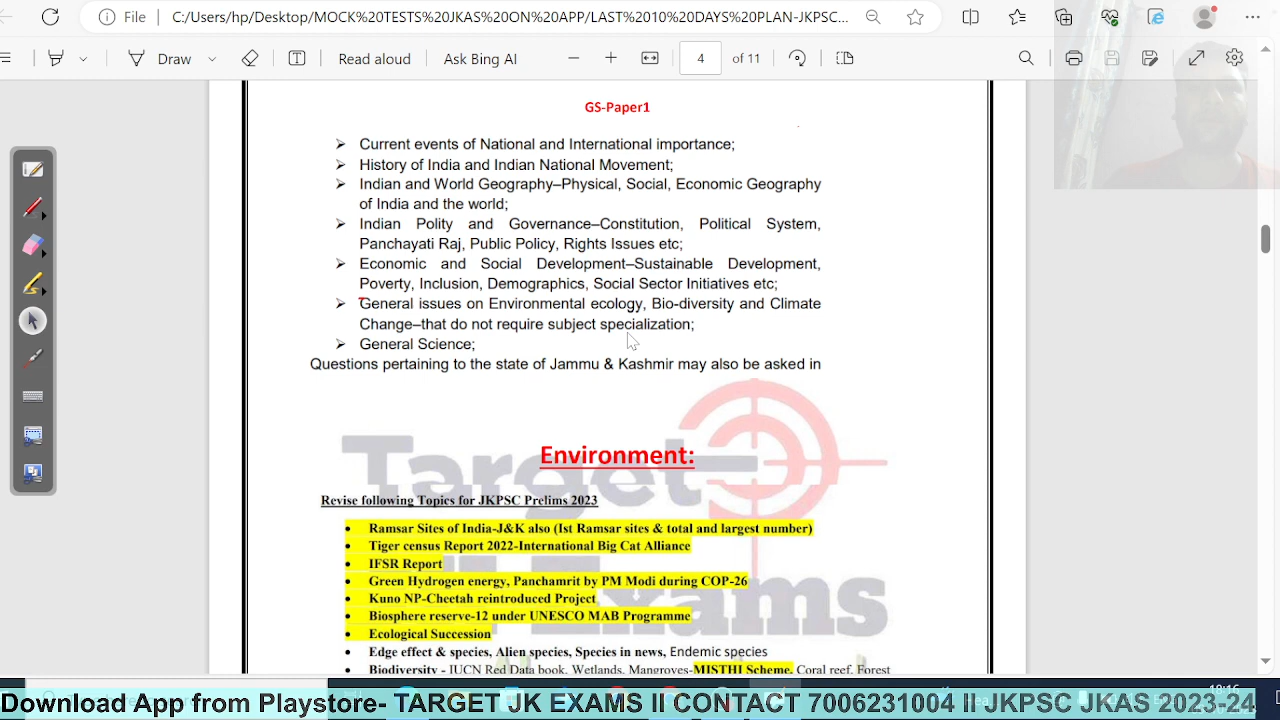 File
C:/Users/hp/Desktop/MOCK%20TESTS%20JKAS%20ON%20APP/LAST%2010%20DAYS%20PLAN-JKPSC...
Draw
Read aloud
Ask Bing AI
4
of 11
GS-Paper1
➢ Current events of National and International importance;
➢ History of India and Indian National Movement;
➢ Indian and World Geography–Physical, Social, Economic Geography
of India and the world;
➢ Indian Polity and Governance–Constitution, Political System,
Panchayati Raj, Public Policy, Rights Issues etc;
➢ Economic and Social Development–Sustainable Development,
Poverty, Inclusion, Demographics, Social Sector Initiatives etc;
➢ General issues on Environmental ecology, Bio-diversity and Climate
Change–that do not require subject specialization;
➢ General Science;
Questions pertaining to the state of Jammu & Kashmir may also be asked in
Target
Environment:
Revise following Topics for JKPSC Prelims 2023
• Ramsar Sites of India-J&K also (Ist Ramsar sites & total and largest number)
• Tiger census Report 2022-International Big Cat Alliance
• IFSR Report
• Green Hydrogen energy, Panchamrit by PM Modi during COP-26
• Kuno NP-Cheetah reintroduced Project
• Biosphere reserve-12 under UNESCO MAB Programme
• Ecological Succession
Exams
• Edge effect & species, Alien species, Species in news, Endemic species
• Biodiversity - IUCN Red Data book, Wetlands, Mangroves-MISTHI Scheme, Coral reef, Forest
18:16
Download App from Playstore- TARGETJK EXAMS II CONTACT 7006231004 II JKPSC JKAS 2023-24